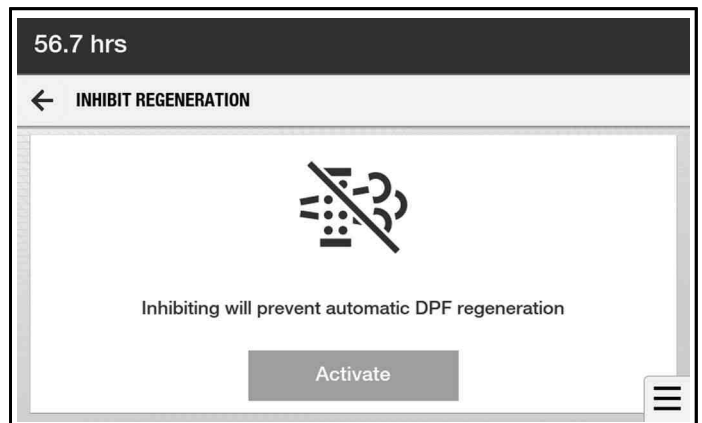 56.7 hrs
INHIBIT REGENERATION
Inhibiting will prevent automatic DPF regeneration
Activate